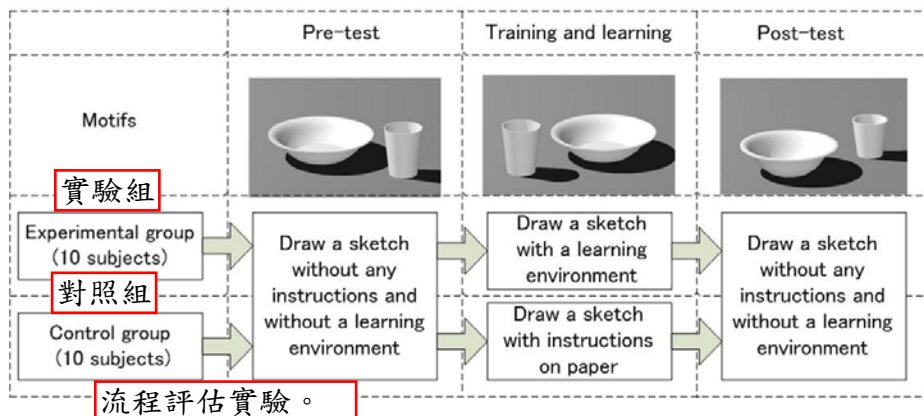 Pre-test
Training and learning
Post-test
Motifs
實驗組
Experimental group
(10 subjects)
對照組
Control group
(10 subjects)
Draw a sketch
without any
instructions and
without a learning
environment
Draw a sketch
with a learning
environment
Draw a sketch
with instructions
on paper
Draw a sketch
without any
instructions and
without a learning
environment
流程評估實驗。